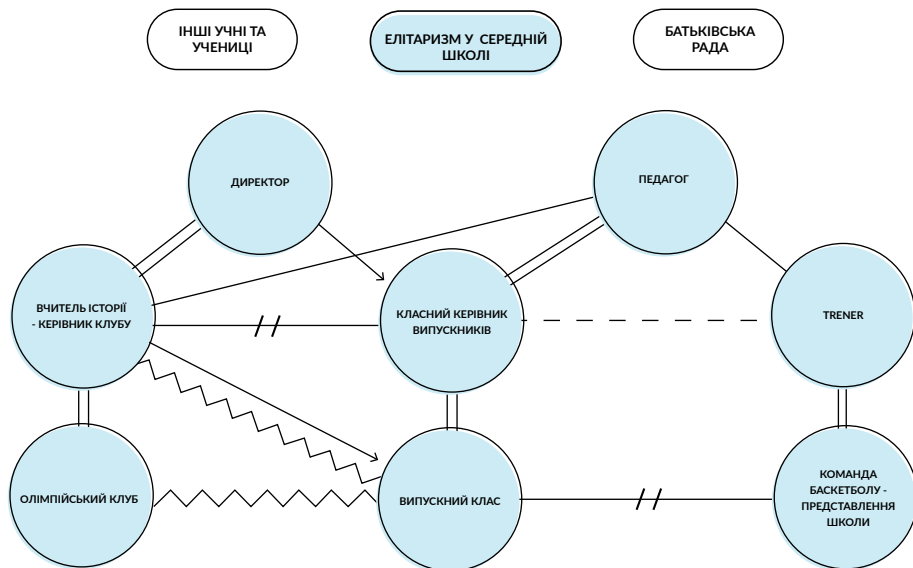 ІНШІ УЧНІ ТА
УЧЕНИЦІ
ЕЛІТАРИЗМ У СЕРЕДНІЙ
ШКОЛІ
БАТЬКІВСЬКА
РАДА
ДИРЕКТОР
ПЕДАГОГ
ВЧИТЕЛЬ ІСТОРІЇ
- КЕРІВНИК КЛУБУ
КЛАСНИЙ КЕРІВНИК
ВИПУСКНИКІВ
TRENER
ОЛІМПІЙСЬКИЙ КЛУБ
ВИПУСКНИЙ КЛАС
КОМАНДА
БАСКЕТБОЛУ -
ПРЕДСТАВЛЕННЯ
ШКОЛИ